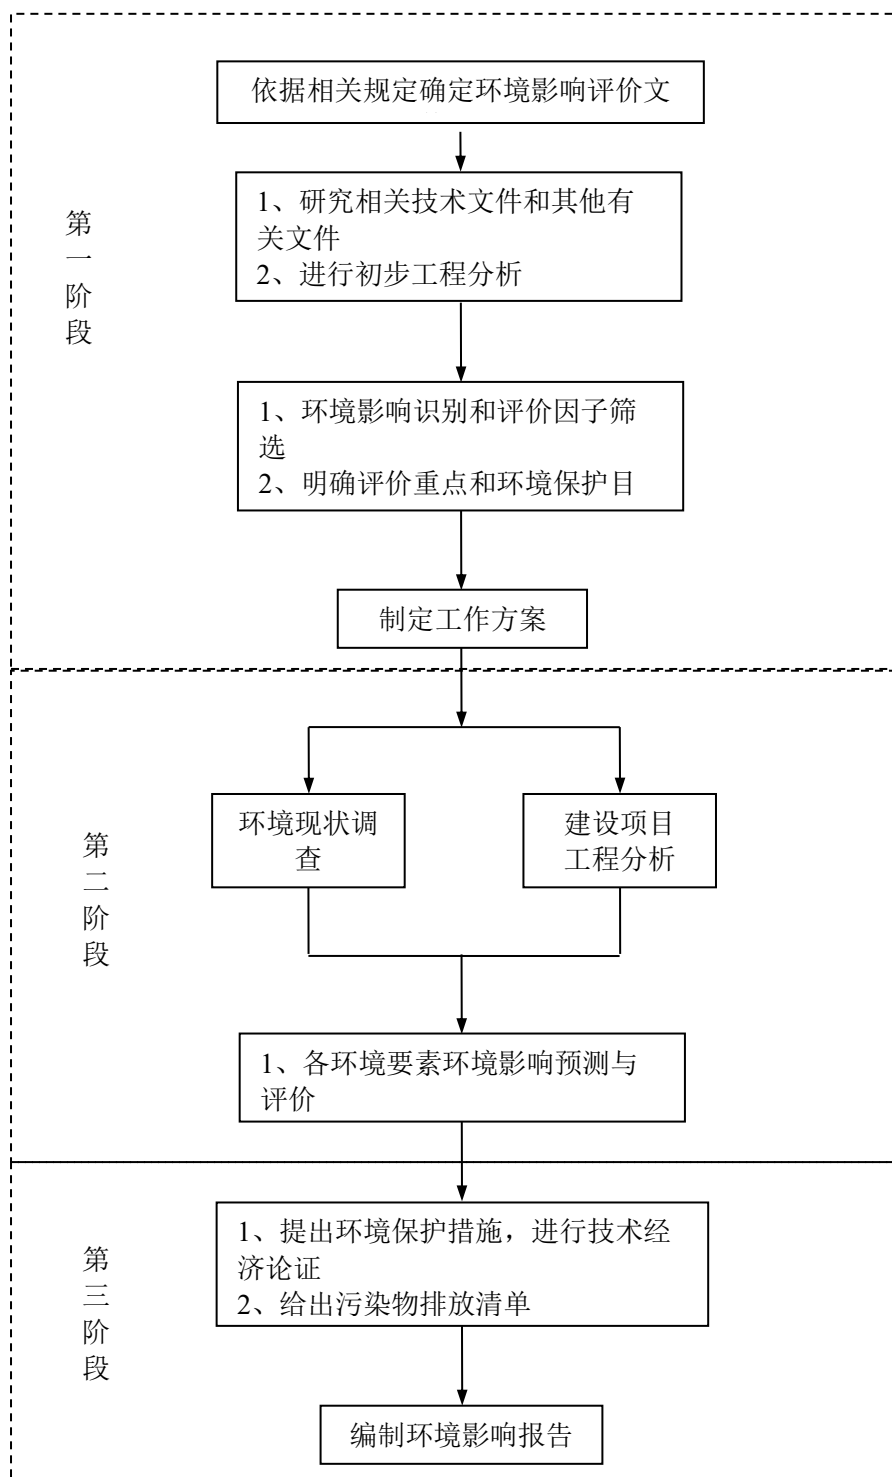 依据相关规定确定环境影响评价文
1、研究相关技术文件和其他有
关文件
2、进行初步工程分析
第
一
阶
段
1、环境影响识别和评价因子筛
选
2、明确评价重点和环境保护目
制定工作方案
环境现状调
查
建设项目
工程分析
第
二
阶
段
1、各环境要素环境影响预测与
评价
1、提出环境保护措施，进行技术经
济论证
2、给出污染物排放清单
第
三
阶
段
编制环境影响报告